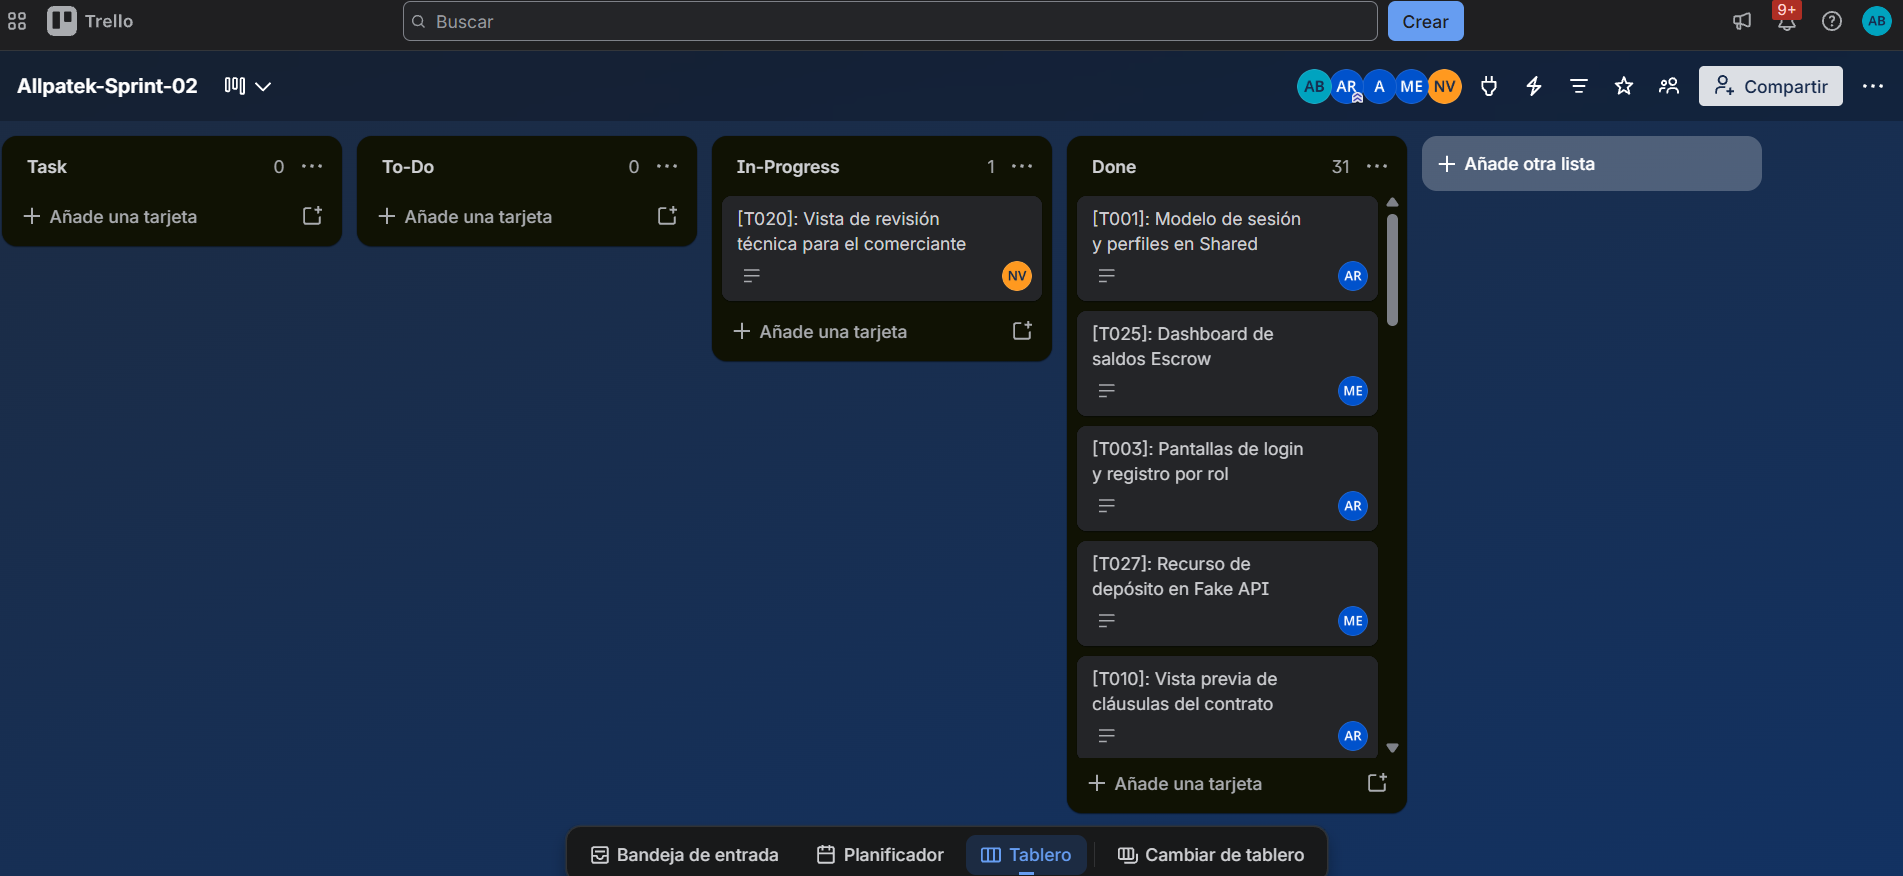 Trello
Buscar
Crear
9+
AB
Allpatek-Sprint-02
AB
AR
A
ME
NV
Compartir
Task
0
Añade una tarjeta
To-Do
0
Añade una tarjeta
In-Progress
1
[T020]: Vista de revisión
técnica para el comerciante
NV
Añade una tarjeta
Done
31
[T001]: Modelo de sesión
y perfiles en Shared
AR
[T025]: Dashboard de
saldos Escrow
ME
[T003]: Pantallas de login
y registro por rol
AR
[T027]: Recurso de
depósito en Fake API
ME
[T010]: Vista previa de
cláusulas del contrato
AR
Añade una tarjeta
Añade otra lista
Bandeja de entrada
Planificador
Tablero
Cambiar de tablero